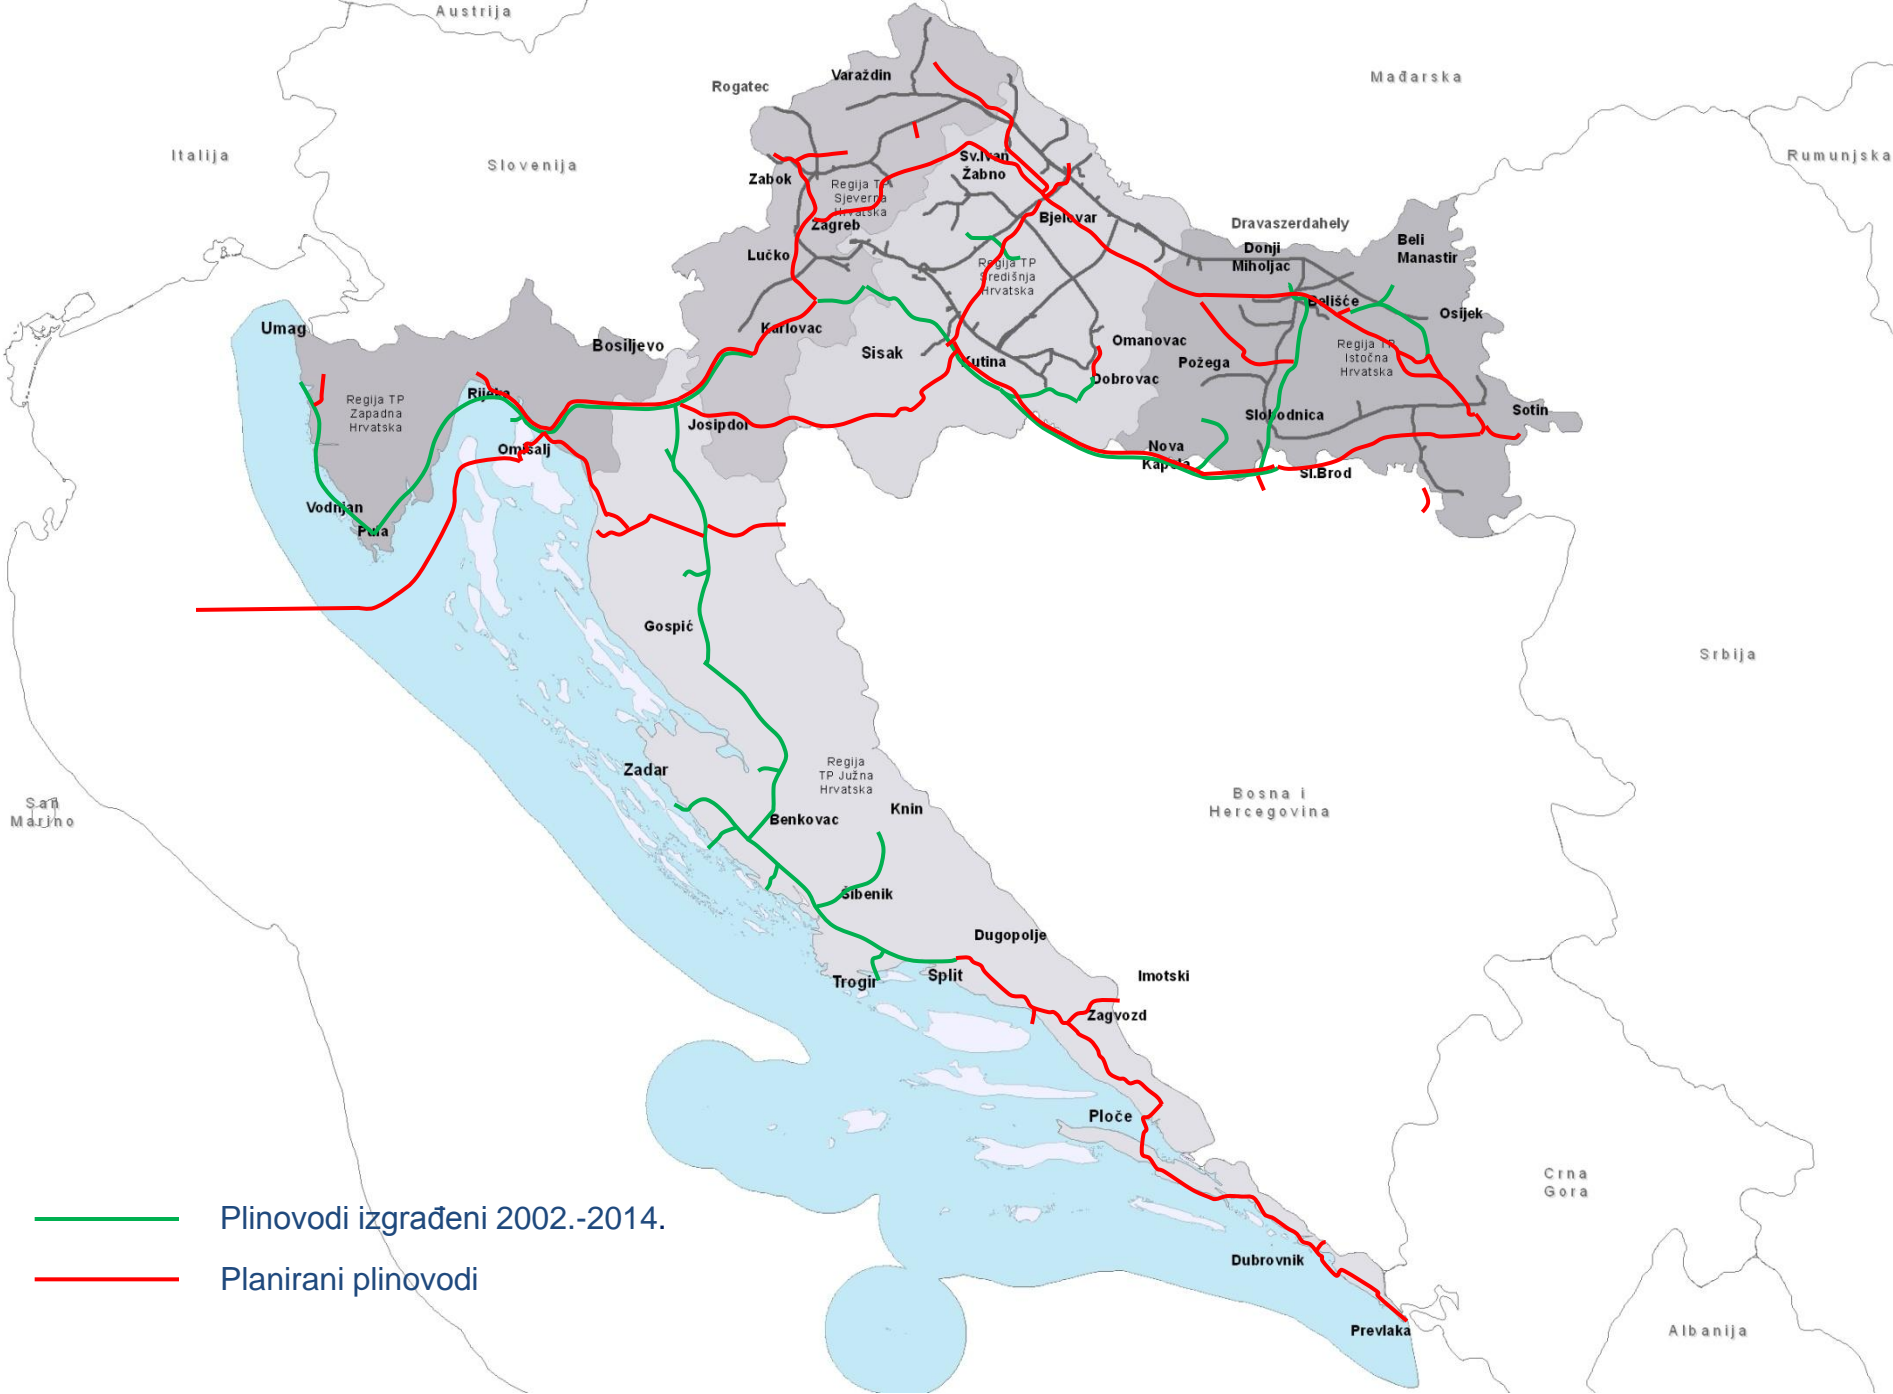 Austrija
Mađarska
Varaždin
Rogatec
Italija
Slovenija
Rumunjska
Sv.Ivan
Žabno
Zabok
Regija TP
Sjeverna
Hrvatska
Zagreb
Bjelovar
Dravaszerdahely
Donji
Miholjac
Beli
Manastir
Lučko
Regija TP
Središnja
Hrvatska
Belišće
Osijek
Umag
Karlovac
Bosiljevo
Sisak
Kutina
Omanovac
Požega
Regija TP
Istočna
Hrvatska
Dobrovac
Rijeka
Regija TP
Zapadna
Hrvatska
Josipdol
Slobodnica
Sotin
Omišalj
Nova
Kapela
Sl.Brod
Vodnjan
Pula
Gospić
Srbija
Zadar
Regija
TP Južna
Hrvatska
Bosna i
Hercegovina
San
Marino
Benkovac
Knin
Šibenik
Dugopolje
Trogir
Split
Imotski
Zagvozd
Ploče
Crna
Gora
Plinovodi izgrađeni 2002.-2014.
Planirani plinovodi
Dubrovnik
Prevlaka
Albanija